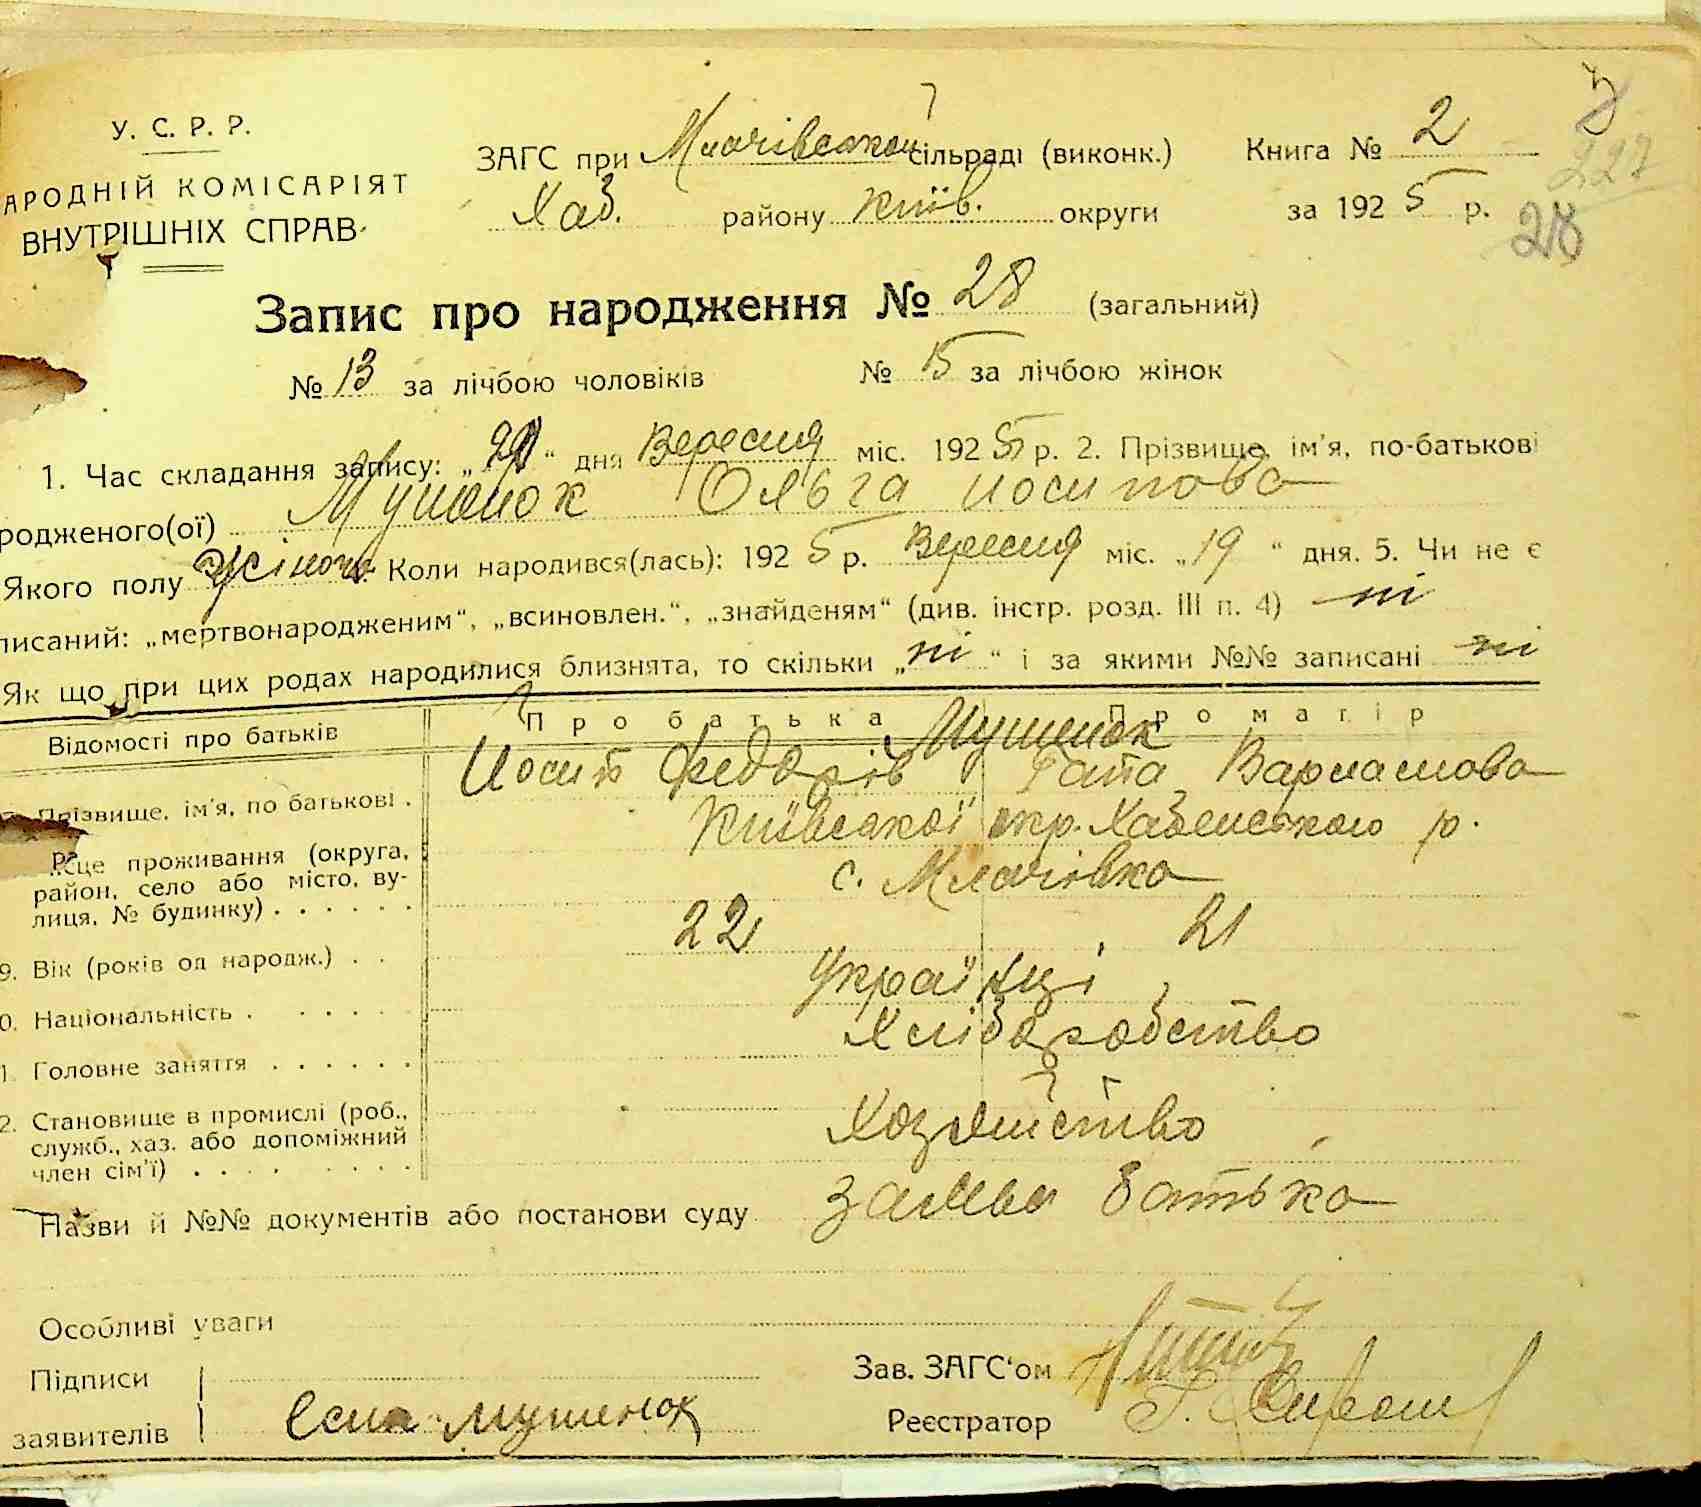 У. С. Р. Р.
АРОДНІЙ КОМІСАРІЯТ
ВНУТРІШНІХ СПРАВ
ЗАГС при Млачівській сільраді (виконк.) Книга № 2
Хаб. району Київ. округи за 1925 р.
227
28
Запис про народження № 28 (загальний)
№ 13 за лічбою чоловіків № 15 за лічбою жінок
1. Час складання запису: „ “ дня Вересня міс. 1925 р. 2. Прізвище, ім'я, по-батькові
родженого(ої) Мушенок Ольга иосипова
Якого полу жіноч. Коли народився(лась): 1925 р. Вересня міс. „19“ дня. 5. Чи не є
писаний: „мертвонародженим“, „всиновлен.“, „знайденям“ (див. інстр. розд. III п. 4) ні
Як що при цих родах народилися близнята, то скільки „ні“ і за якими №№ записані ні
Відомості про батьків Про батька Про матір
Прізвище, ім'я, по батькові . Мушенок
Иосип Федорів Гапа Варламова
Місце проживання (округа, район, село або місто, вулиця, № будинку) . . . . . . Київської окр. Хабенського р.
с. Млачівка
9. Вік (років од народж.) . . 22 21
0. Національність . . . . . . Українці
1. Головне заняття . . . . . . Хліборобство
2. Становище в промислі (роб.,
служб., хаз. або допоміжний
член сім'ї) . . . . . . . . Хозяйство
Назви й №№ документів або постанови суду заява батька
Особливі уваги
Підписи
заявителів Есип мушенок
Зав. ЗАГС'ом
Реєстратор